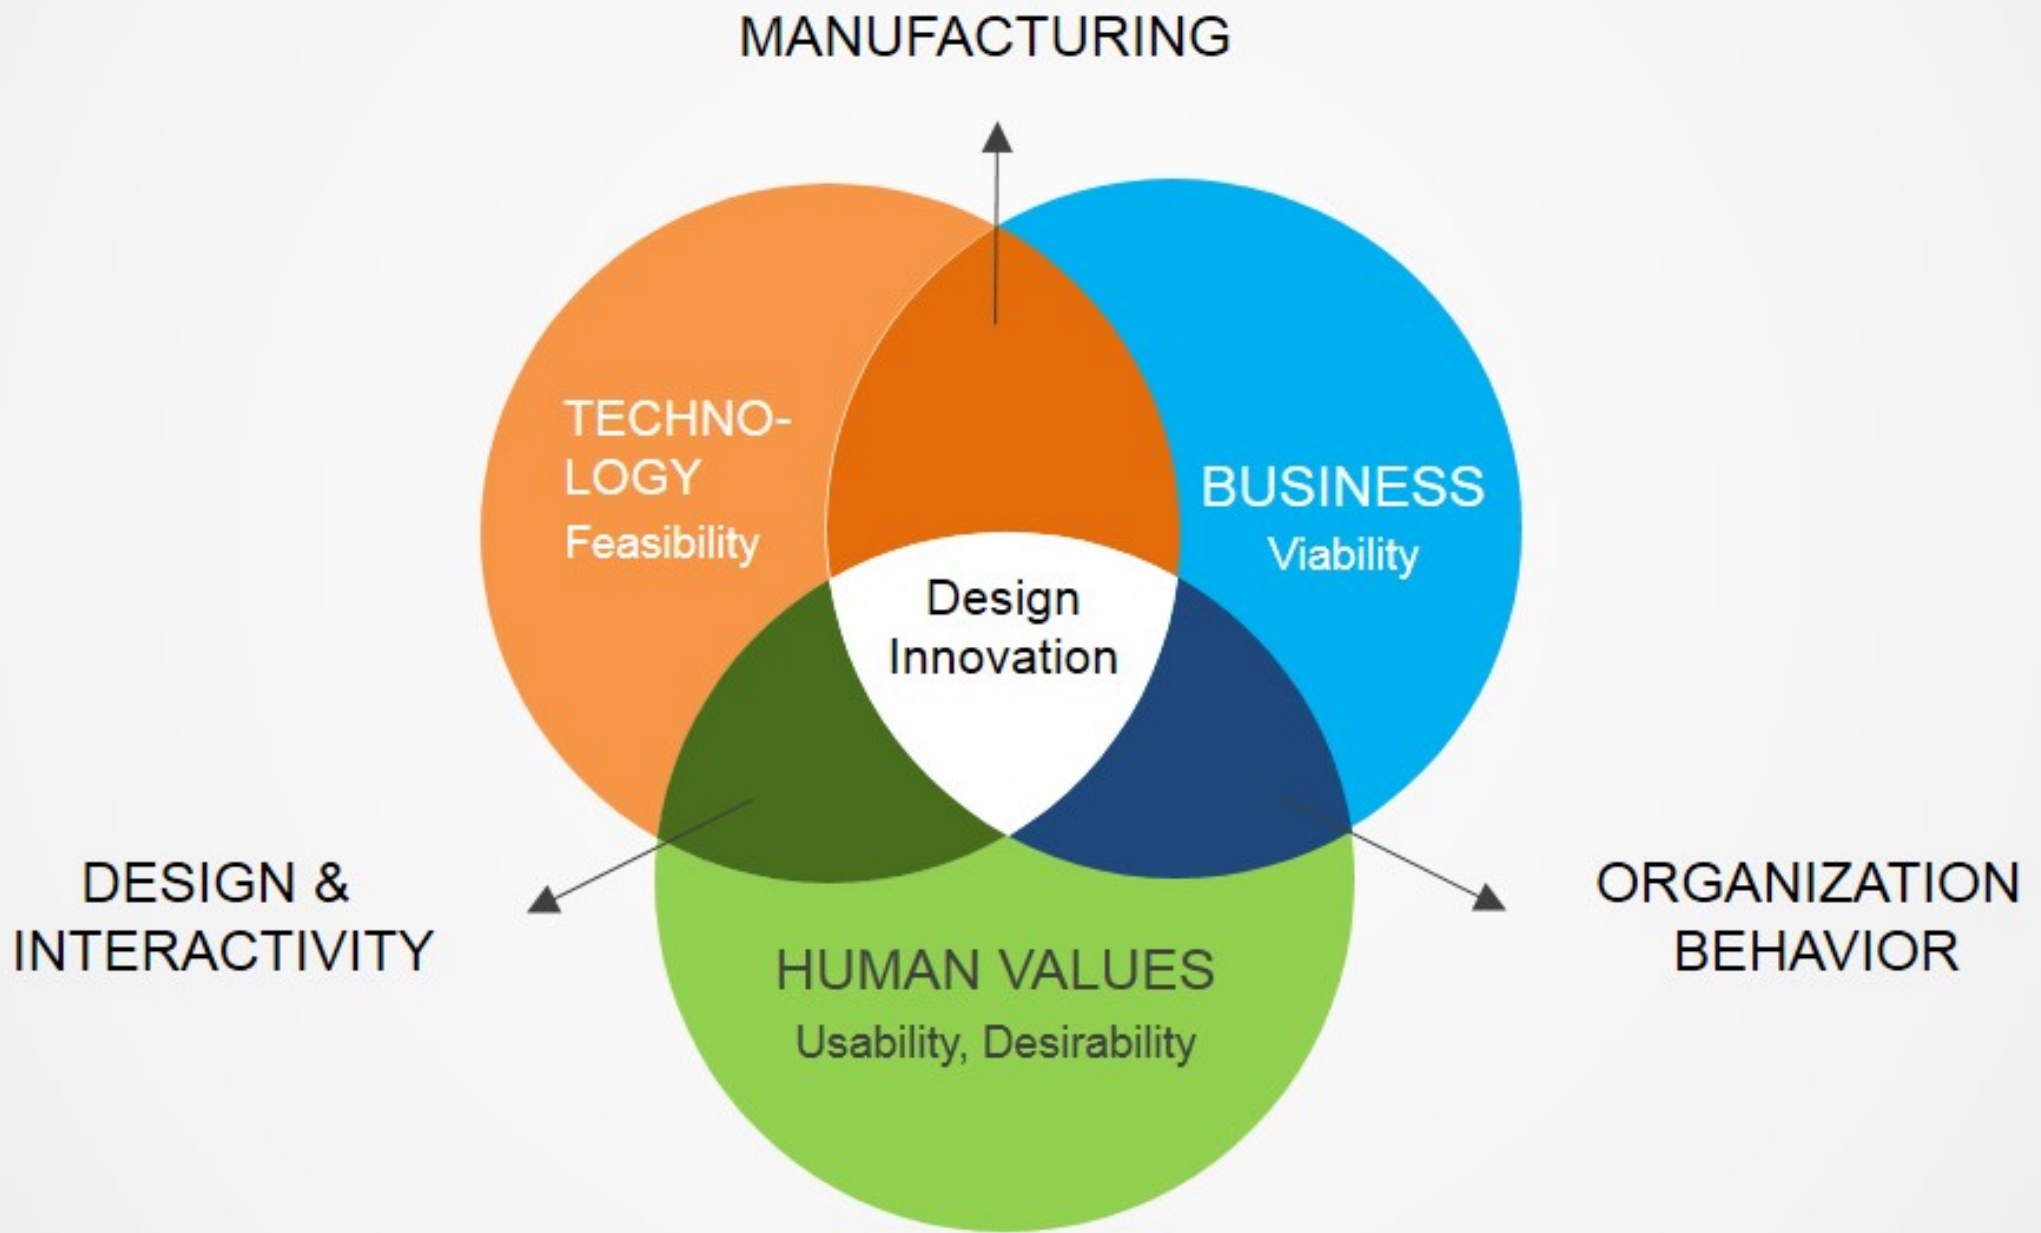 MANUFACTURING
TECHNO-
LOGY
Feasibility
BUSINESS
Viability
Design
Innovation
DESIGN &
INTERACTIVITY
ORGANIZATION
BEHAVIOR
HUMAN VALUES
Usability, Desirability